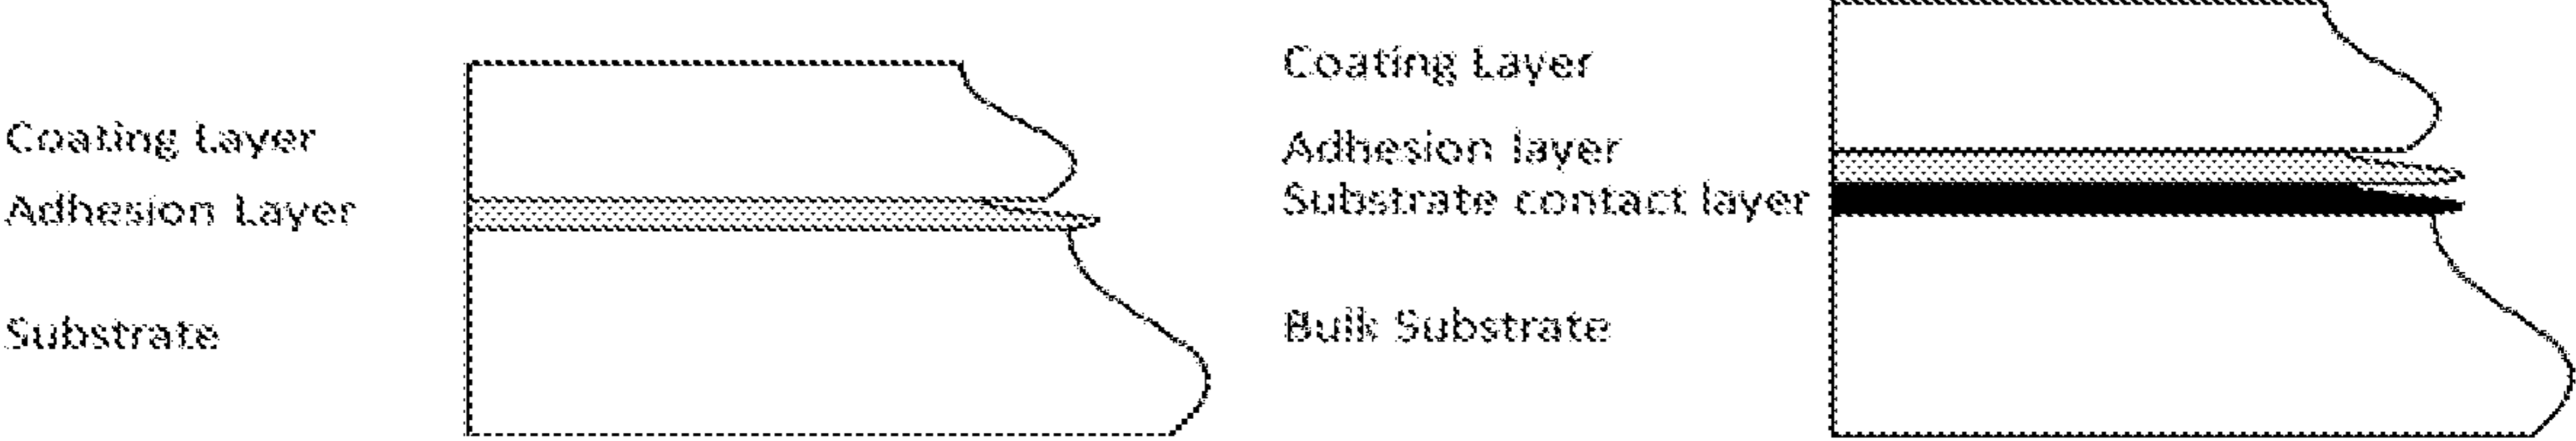 Coating Layer
Adhesion Layer
Substrate
Coating Layer
Adhesion layer
Substrate contact layer
Bulk Substrate